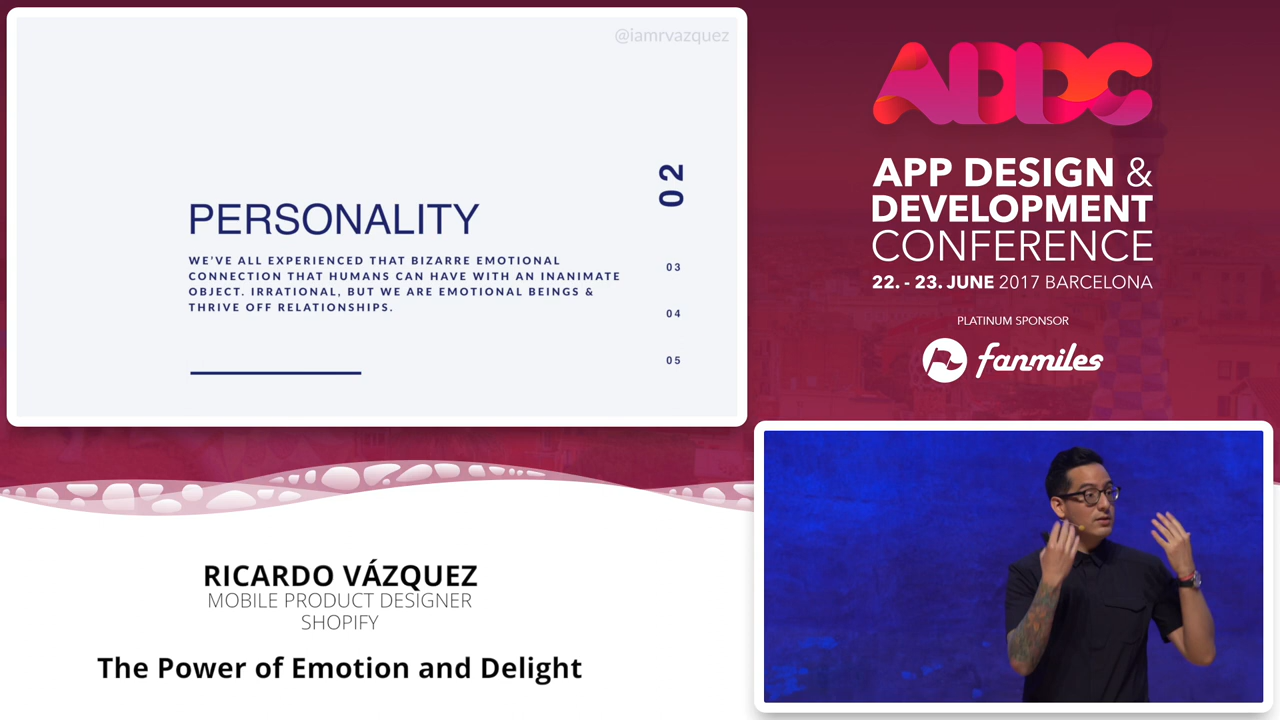 @iamrvazquez
02
PERSONALITY
WE’VE ALL EXPERIENCED THAT BIZARRE EMOTIONAL
CONNECTION THAT HUMANS CAN HAVE WITH AN INANIMATE
OBJECT. IRRATIONAL, BUT WE ARE EMOTIONAL BEINGS &
THRIVE OFF RELATIONSHIPS.
03
04
05
ADDC
APP DESIGN &
DEVELOPMENT
CONFERENCE
22. - 23. JUNE 2017 BARCELONA
PLATINUM SPONSOR
fanmiles
RICARDO VÁZQUEZ
MOBILE PRODUCT DESIGNER
SHOPIFY
The Power of Emotion and Delight